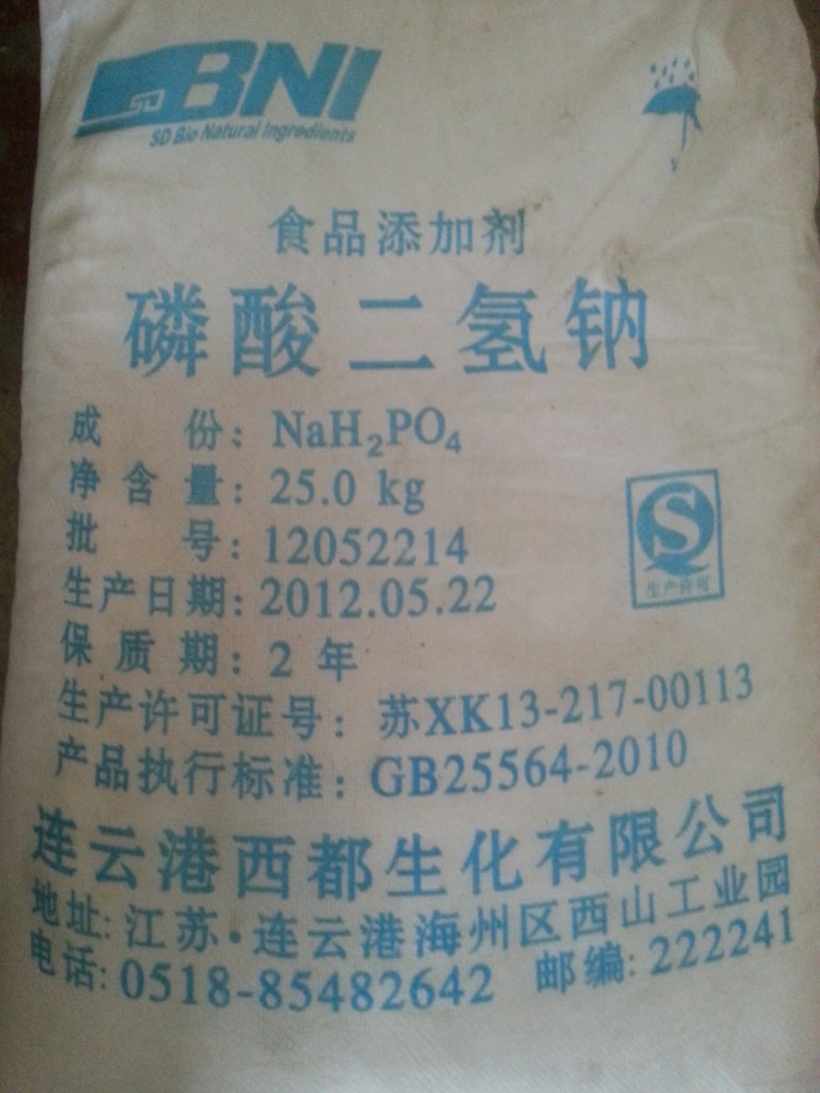 BNI
SD Bio Natural Ingredients
食品添加剂
磷酸二氢钠
成份：NaH₂PO₄
净含量：25.0 kg
批号：12052214
生产日期：2012.05.22
保质期：2 年
S
生产许可
生产许可证号：苏XK13-217-00113
产品执行标准：GB25564-2010
连云港西都生化有限公司
地址：江苏·连云港海州区西山工业园
电话：0518-85482642 邮编：222241